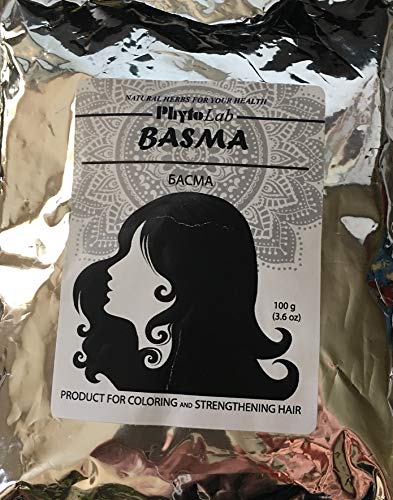 NATURAL HERBS FOR YOUR HEALTH
PhytoLab
BASMA
БАСМА
100 g
(3.6 oz)
PRODUCT FOR COLORING AND STRENGTHENING HAIR